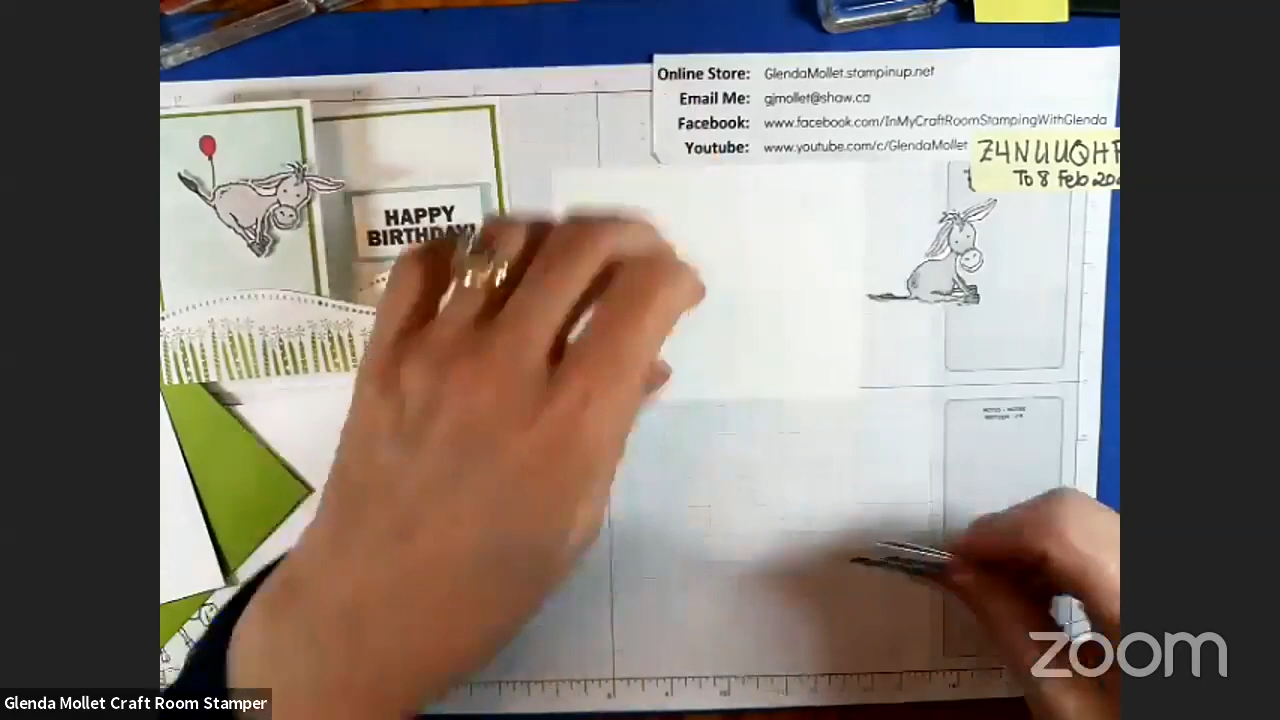 Online Store: GlendaMollet.stampinup.net
Email Me: gjmollet@shaw.ca
Facebook: www.facebook.com/InMyCraftRoomStampingWithGlenda
Youtube: www.youtube.com/c/GlendaMollet
Z4NUUQHF
To 8 Feb 20
HAPPY
BIRTHDAY!
zoom
Glenda Mollet Craft Room Stamper